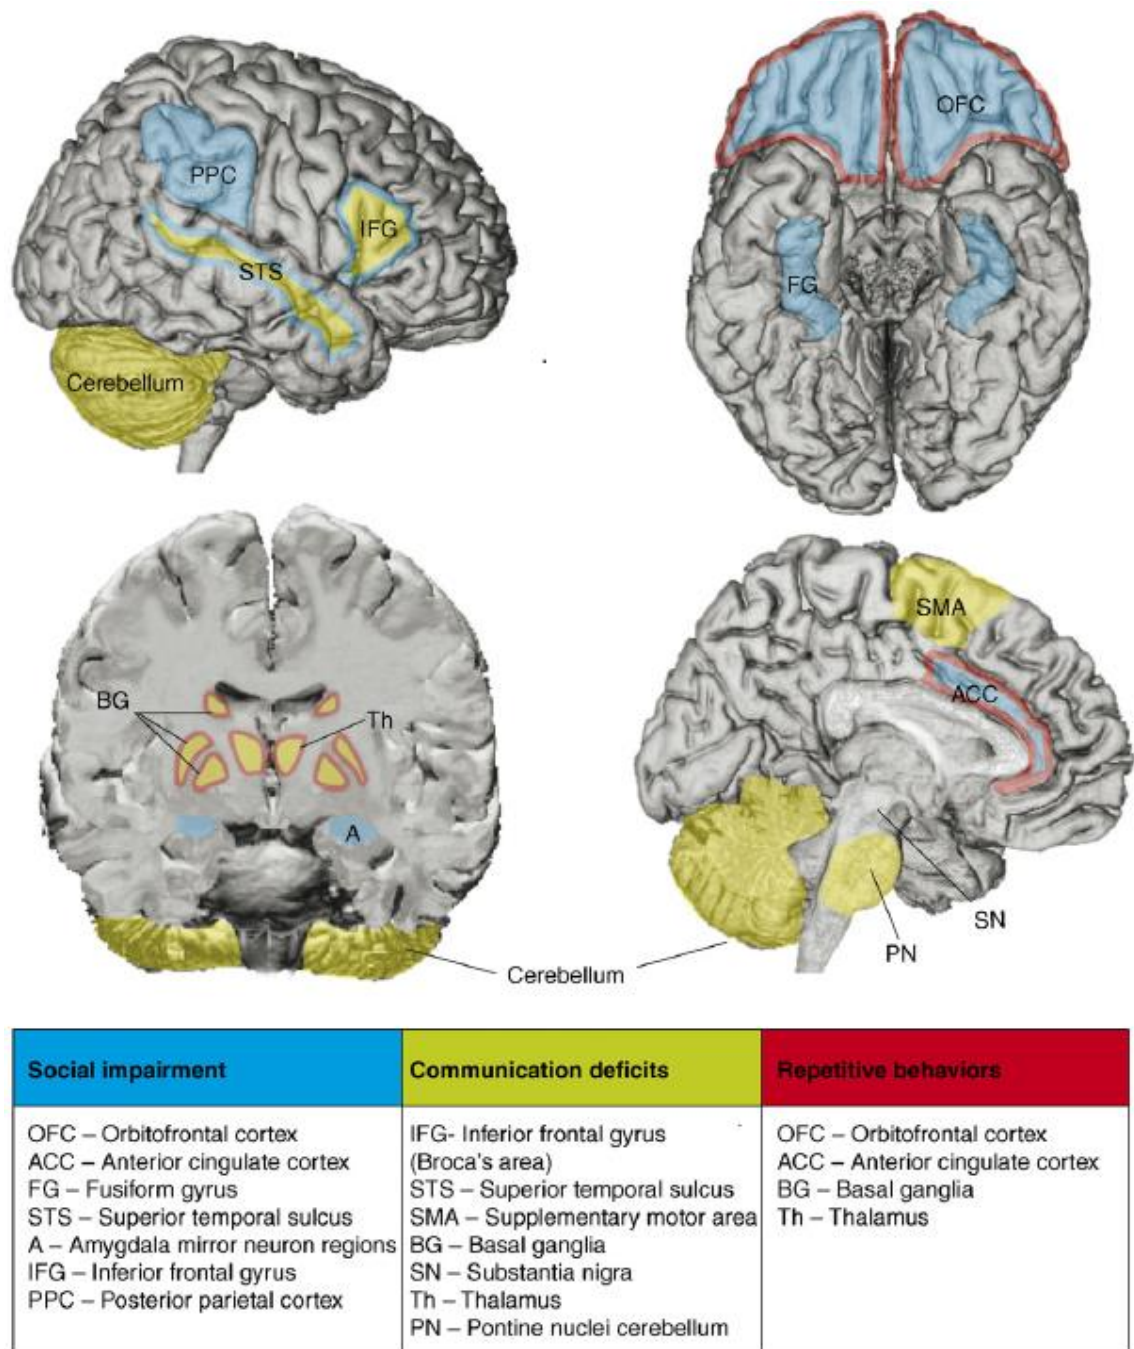 PPC
IFG
STS
Cerebellum
OFC
FG
BG
Th
A
SMA
ACC
SN
PN
Cerebellum
Social impairment
OFC – Orbitofrontal cortex
ACC – Anterior cingulate cortex
FG – Fusiform gyrus
STS – Superior temporal sulcus
A – Amygdala mirror neuron regions
IFG – Inferior frontal gyrus
PPC – Posterior parietal cortex
Communication deficits
IFG- Inferior frontal gyrus
(Broca's area)
STS – Superior temporal sulcus
SMA – Supplementary motor area
BG – Basal ganglia
SN – Substantia nigra
Th – Thalamus
PN – Pontine nuclei cerebellum
Repetitive behaviors
OFC – Orbitofrontal cortex
ACC – Anterior cingulate cortex
BG – Basal ganglia
Th – Thalamus